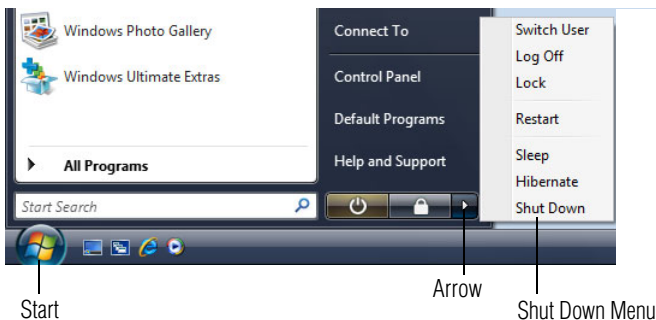 Windows Photo Gallery
Windows Ultimate Extras
All Programs
Start Search
Connect To
Control Panel
Default Programs
Help and Support
Switch User
Log Off
Lock
Restart
Sleep
Hibernate
Shut Down
Start
Arrow
Shut Down Menu